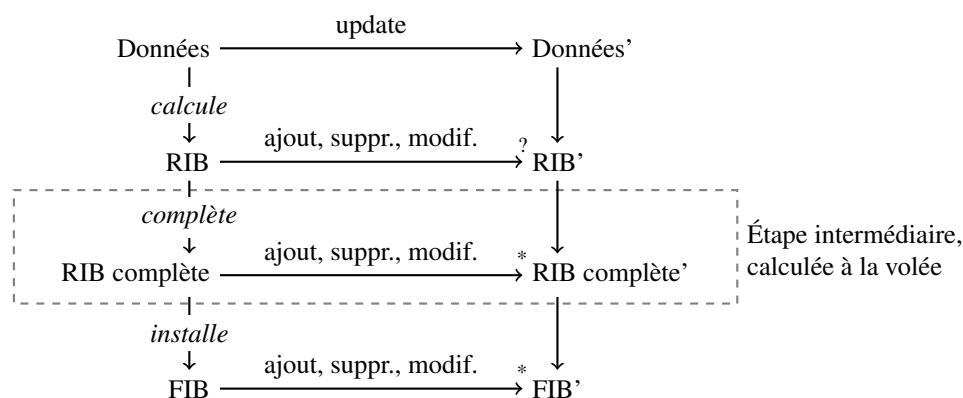 update
Données
Données’
calcule
ajout, suppr., modif.
?
RIB
RIB’
complète
Étape intermédiaire,
calculée à la volée
ajout, suppr., modif.
*
RIB complète
RIB complète’
installe
ajout, suppr., modif.
*
FIB
FIB’